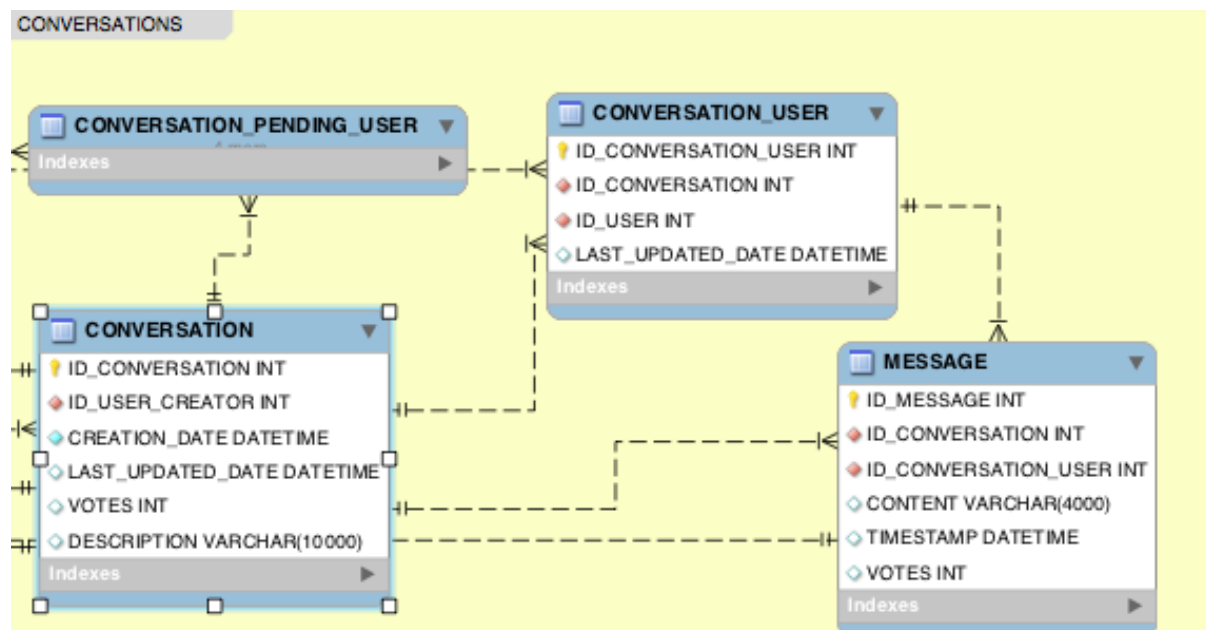 CONVERSATIONS
CONVERSATION_PENDING_USER
Indexes
CONVERSATION_USER
ID_CONVERSATION_USER INT
ID_CONVERSATION INT
ID_USER INT
LAST_UPDATED_DATE DATETIME
Indexes
CONVERSATION
ID_CONVERSATION INT
ID_USER_CREATOR INT
CREATION_DATE DATETIME
LAST_UPDATED_DATE DATETIME
VOTES INT
DESCRIPTION VARCHAR(10000)
Indexes
MESSAGE
ID_MESSAGE INT
ID_CONVERSATION INT
ID_CONVERSATION_USER INT
CONTENT VARCHAR(4000)
TIMESTAMP DATETIME
VOTES INT
Indexes